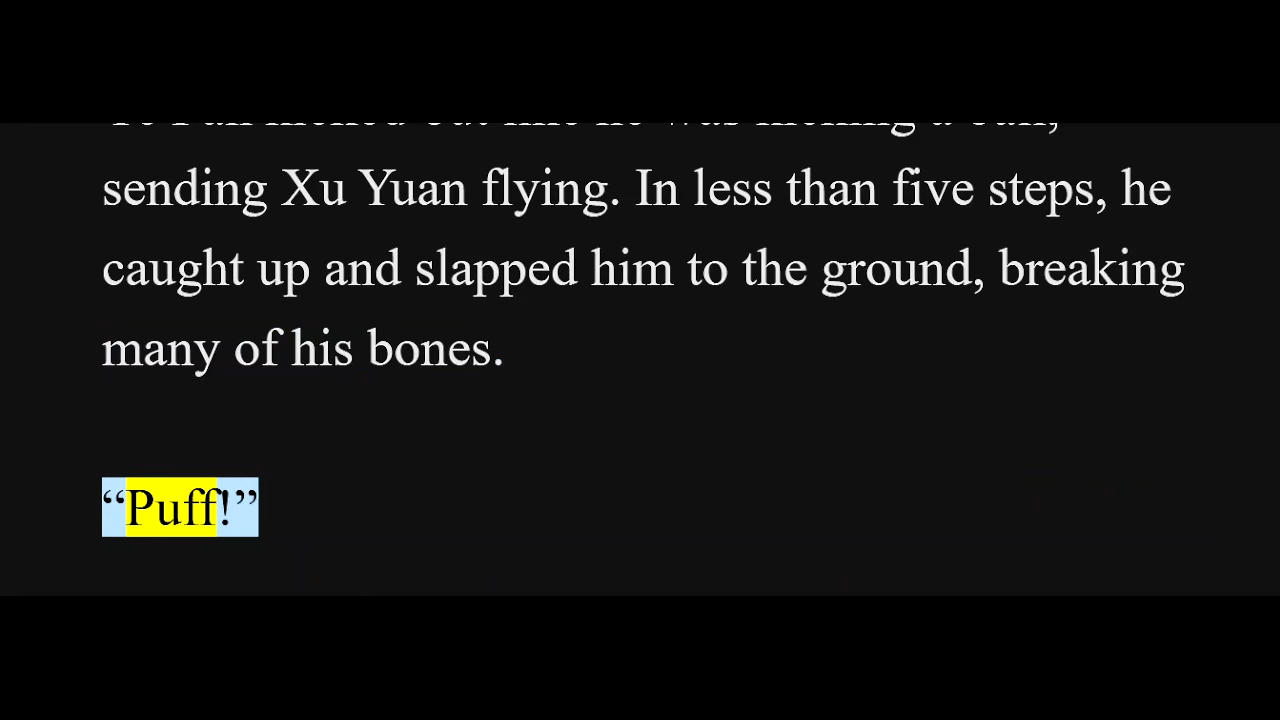 sending Xu Yuan flying. In less than five steps, he
caught up and slapped him to the ground, breaking
many of his bones.
“Puff!”